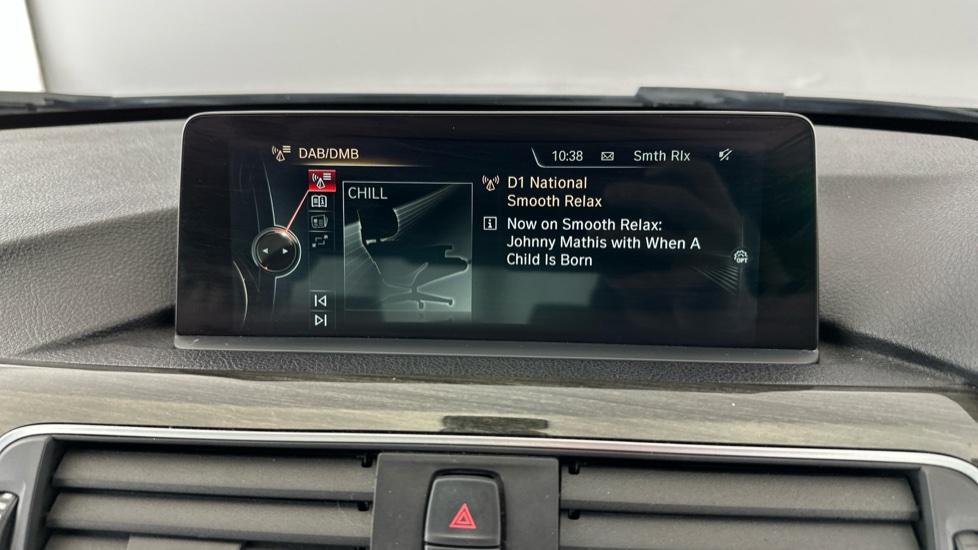 DAB/DMB
10:38
Smth Rlx
CHILL
D1 National
Smooth Relax
Now on Smooth Relax:
Johnny Mathis with When A
Child Is Born
OPT